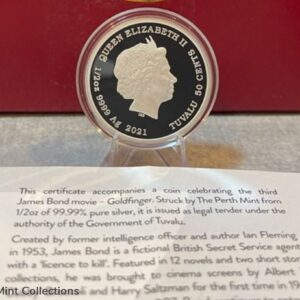 QUEEN ELIZABETH II
1/2oz 9999 Ag 2021
TUVALU 50 CENTS
This certificate accompanies a coin celebrating the third
James Bond movie – Goldfinger. Struck by The Perth Mint from
1/2oz of 99.99% pure silver, it is issued as legal tender under the
authority of the Government of Tuvalu.
Created by former intelligence officer and author Ian Fleming
in 1953, James Bond is a fictional British Secret Service agent
with a 'licence to kill'. Featured in 12 novels and two short story
collections, he was brought to cinema screens by Albert
and Harry Saltzman for the first time in
Mint Collections